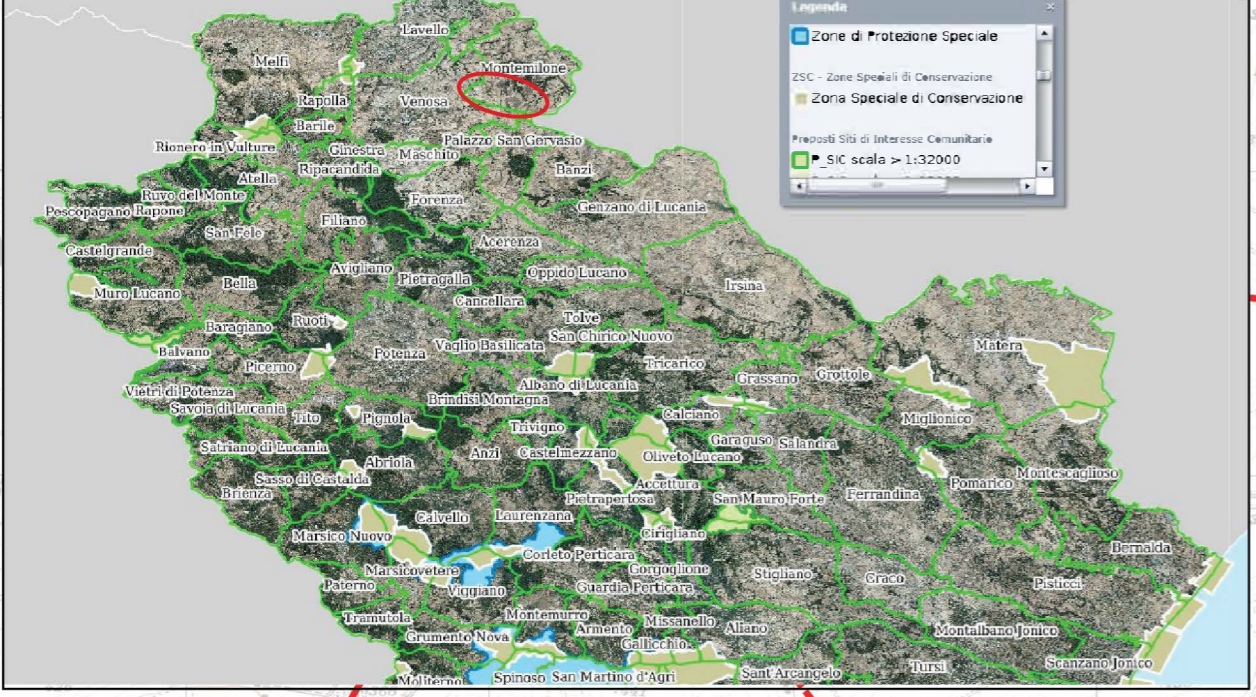 Legenda
Zone di Protezione Speciale
ZSC - Zone Speciali di Conservazione
Zona Speciale di Conservazione
Proposti Siti di Interesse Comunitario
P_SIC scala > 1:32000
Lavello
Melfi
Montemilone
Rapolla
Venosa
Barile
Rionero in Vulture
Ginestra
Maschito
Palazzo San Gervasio
Ripacandida
Banzi
Atella
Ruvo del Monte
Forenza
Genzano di Lucania
Pescopagano
Rapone
Filiano
San Fele
Acerenza
Castelgrande
Avigliano
Pietragalla
Oppido Lucano
Bella
Irsina
Muro Lucano
Cancellara
Ruoti
Tolve
Baragiano
San Chirico Nuovo
Vaglio Basilicata
Matera
Balvano
Potenza
Tricarico
Picerno
Grassano
Grottole
Albano di Lucania
Vietri di Potenza
Brindisi Montagna
Savoia di Lucania
Tito
Pignola
Calciano
Miglionico
Trivigno
Satriano di Lucania
Garaguso
Salandra
Anzi
Castelmezzano
Oliveto Lucano
Abriola
Sasso di Castalda
Accettura
Montescaglioso
Pomarico
Brienza
Pietrapertosa
San Mauro Forte
Ferrandina
Calvello
Laurenzana
Marsico Nuovo
Cirigliano
Bernalda
Corleto Perticara
Marsicovetere
Gorgoglione
Stigliano
Craco
Paterno
Viggiano
Guardia Perticara
Pisticci
Tramutola
Montemurro
Missanello
Armento
Aliano
Montalbano Jonico
Grumento Nova
Gallicchio
Scanzano Jonico
Moliterno
Spinoso
San Martino d'Agri
Sant'Arcangelo
Tursi